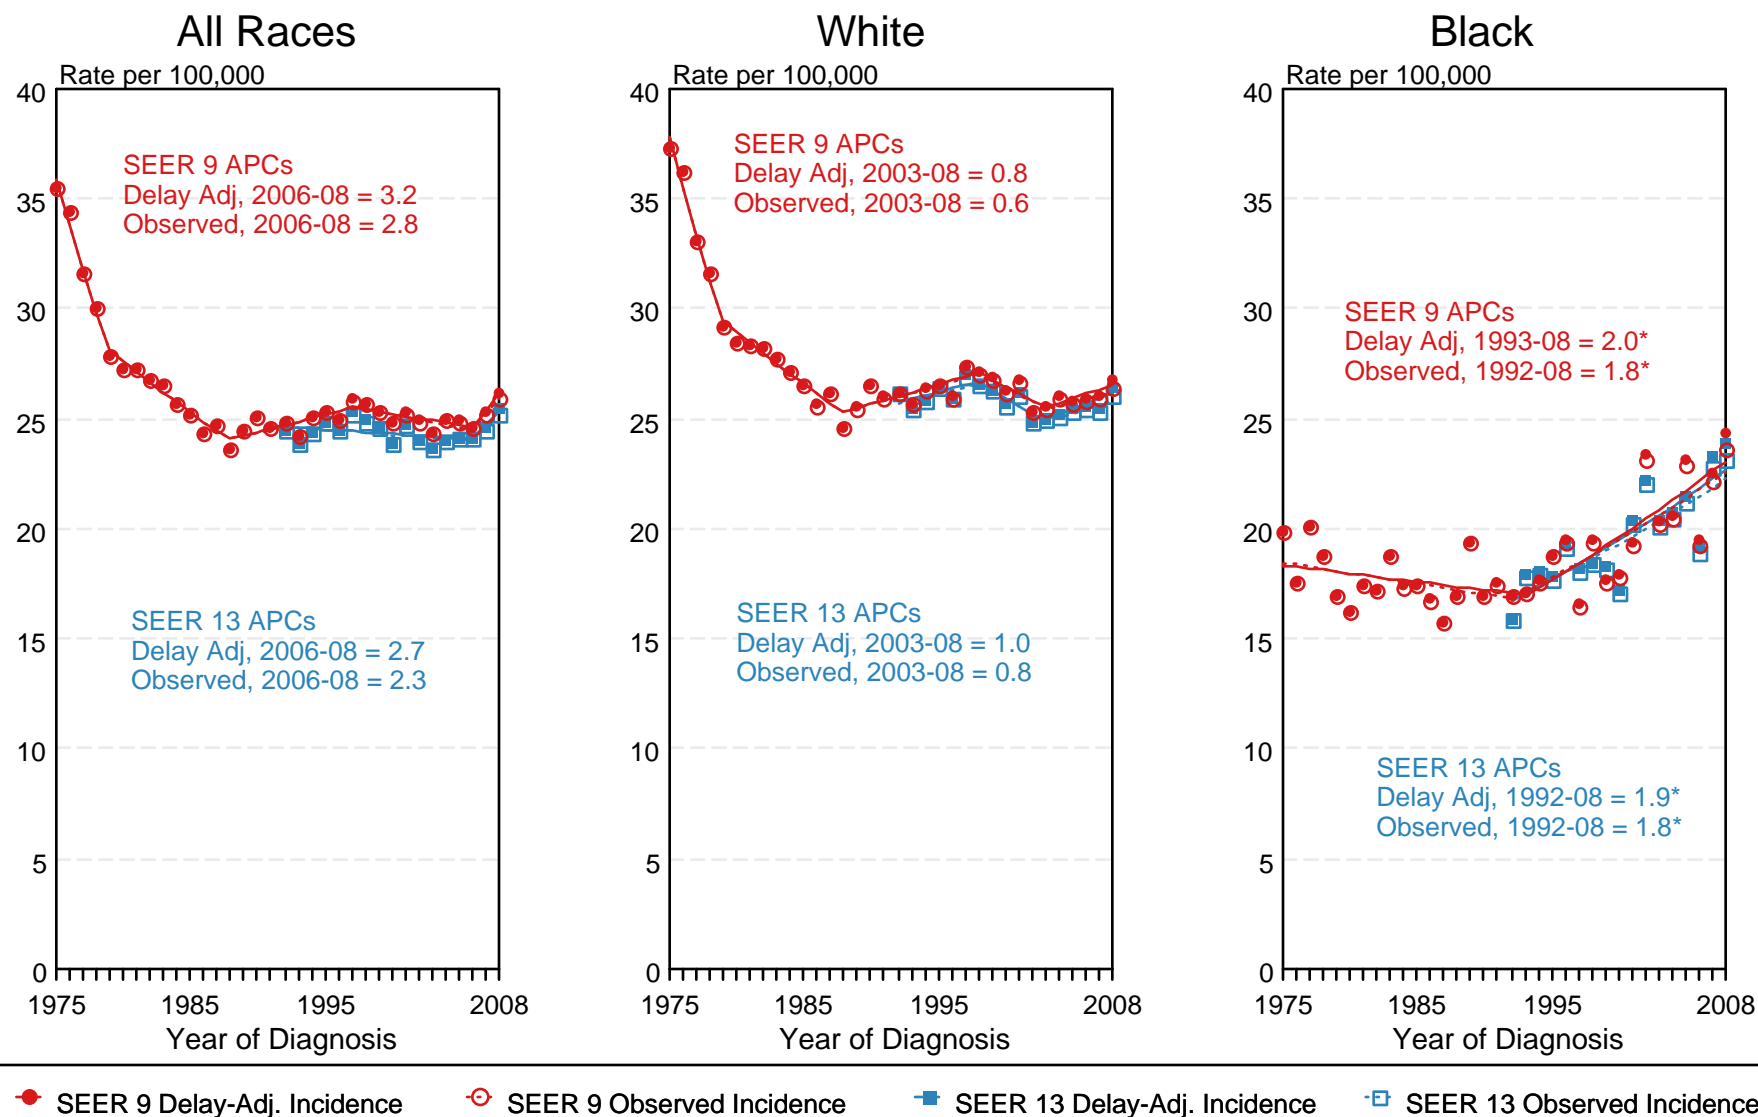 All Races
Rate per 100,000
40
35
30
25
20
15
10
5
0
SEER 9 APCs
Delay Adj, 2006-08 = 3.2
Observed, 2006-08 = 2.8
SEER 13 APCs
Delay Adj, 2006-08 = 2.7
Observed, 2006-08 = 2.3
1975 1985 1995 2008
Year of Diagnosis
White
Rate per 100,000
40
35
30
25
20
15
10
5
0
SEER 9 APCs
Delay Adj, 2003-08 = 0.8
Observed, 2003-08 = 0.6
SEER 13 APCs
Delay Adj, 2003-08 = 1.0
Observed, 2003-08 = 0.8
1975 1985 1995 2008
Year of Diagnosis
Black
Rate per 100,000
40
35
30
25
20
15
10
5
0
SEER 9 APCs
Delay Adj, 1993-08 = 2.0*
Observed, 1992-08 = 1.8*
SEER 13 APCs
Delay Adj, 1992-08 = 1.9*
Observed, 1992-08 = 1.8*
1975 1985 1995 2008
Year of Diagnosis
SEER 9 Delay-Adj. Incidence SEER 9 Observed Incidence SEER 13 Delay-Adj. Incidence SEER 13 Observed Incidence